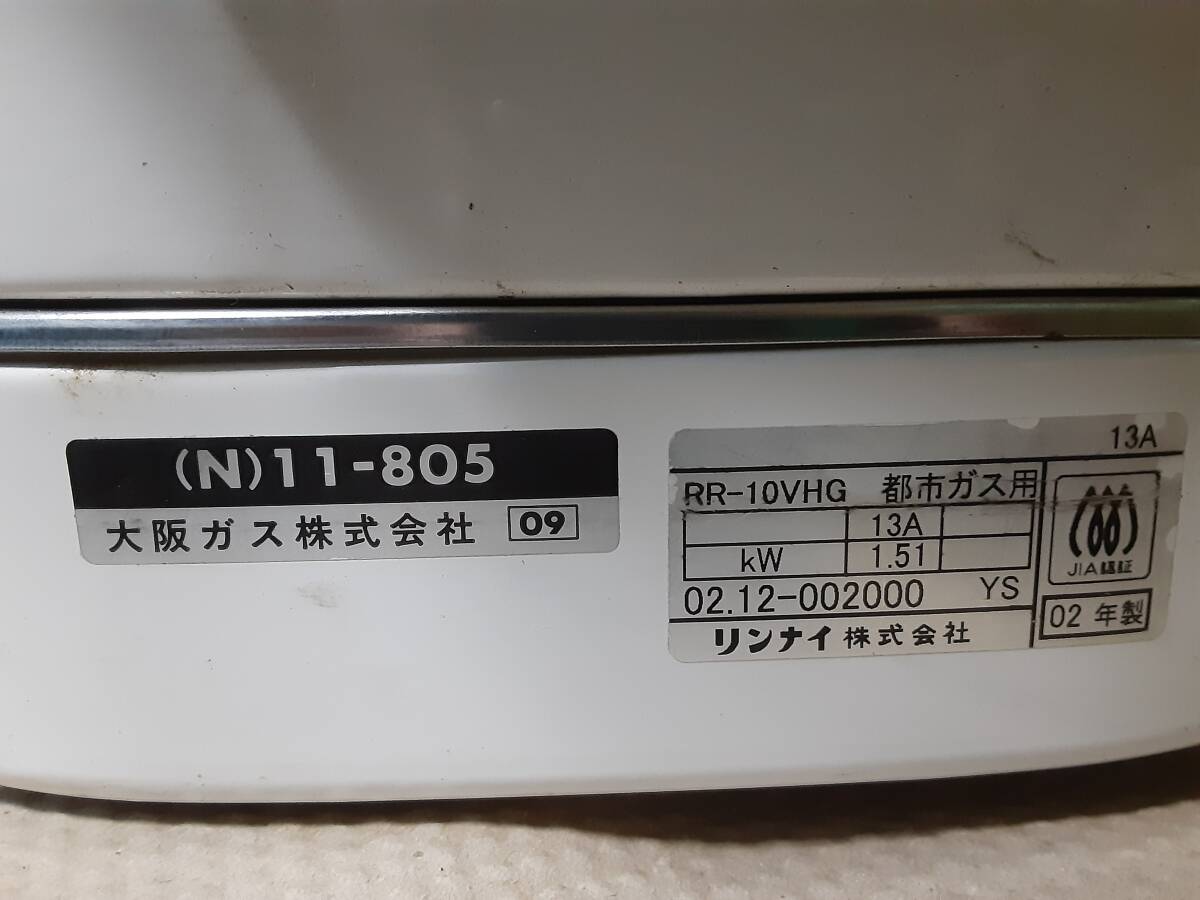 (N)11-805
大阪ガス株式会社 09
13A
RR-10VHG 都市ガス用
13A
kW 1.51
02.12-002000 YS
リンナイ株式会社
JIA認証
02年製